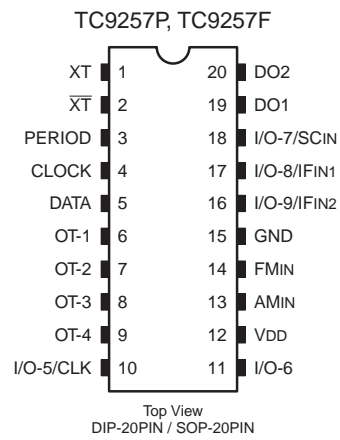 TC9257P, TC9257F
XT 1 20 DO2
XT 2 19 DO1
PERIOD 3 18 I/O-7/SCIN
CLOCK 4 17 I/O-8/IFIN1
DATA 5 16 I/O-9/IFIN2
OT-1 6 15 GND
OT-2 7 14 FMIN
OT-3 8 13 AMIN
OT-4 9 12 VDD
I/O-5/CLK 10 11 I/O-6
Top View
DIP-20PIN / SOP-20PIN